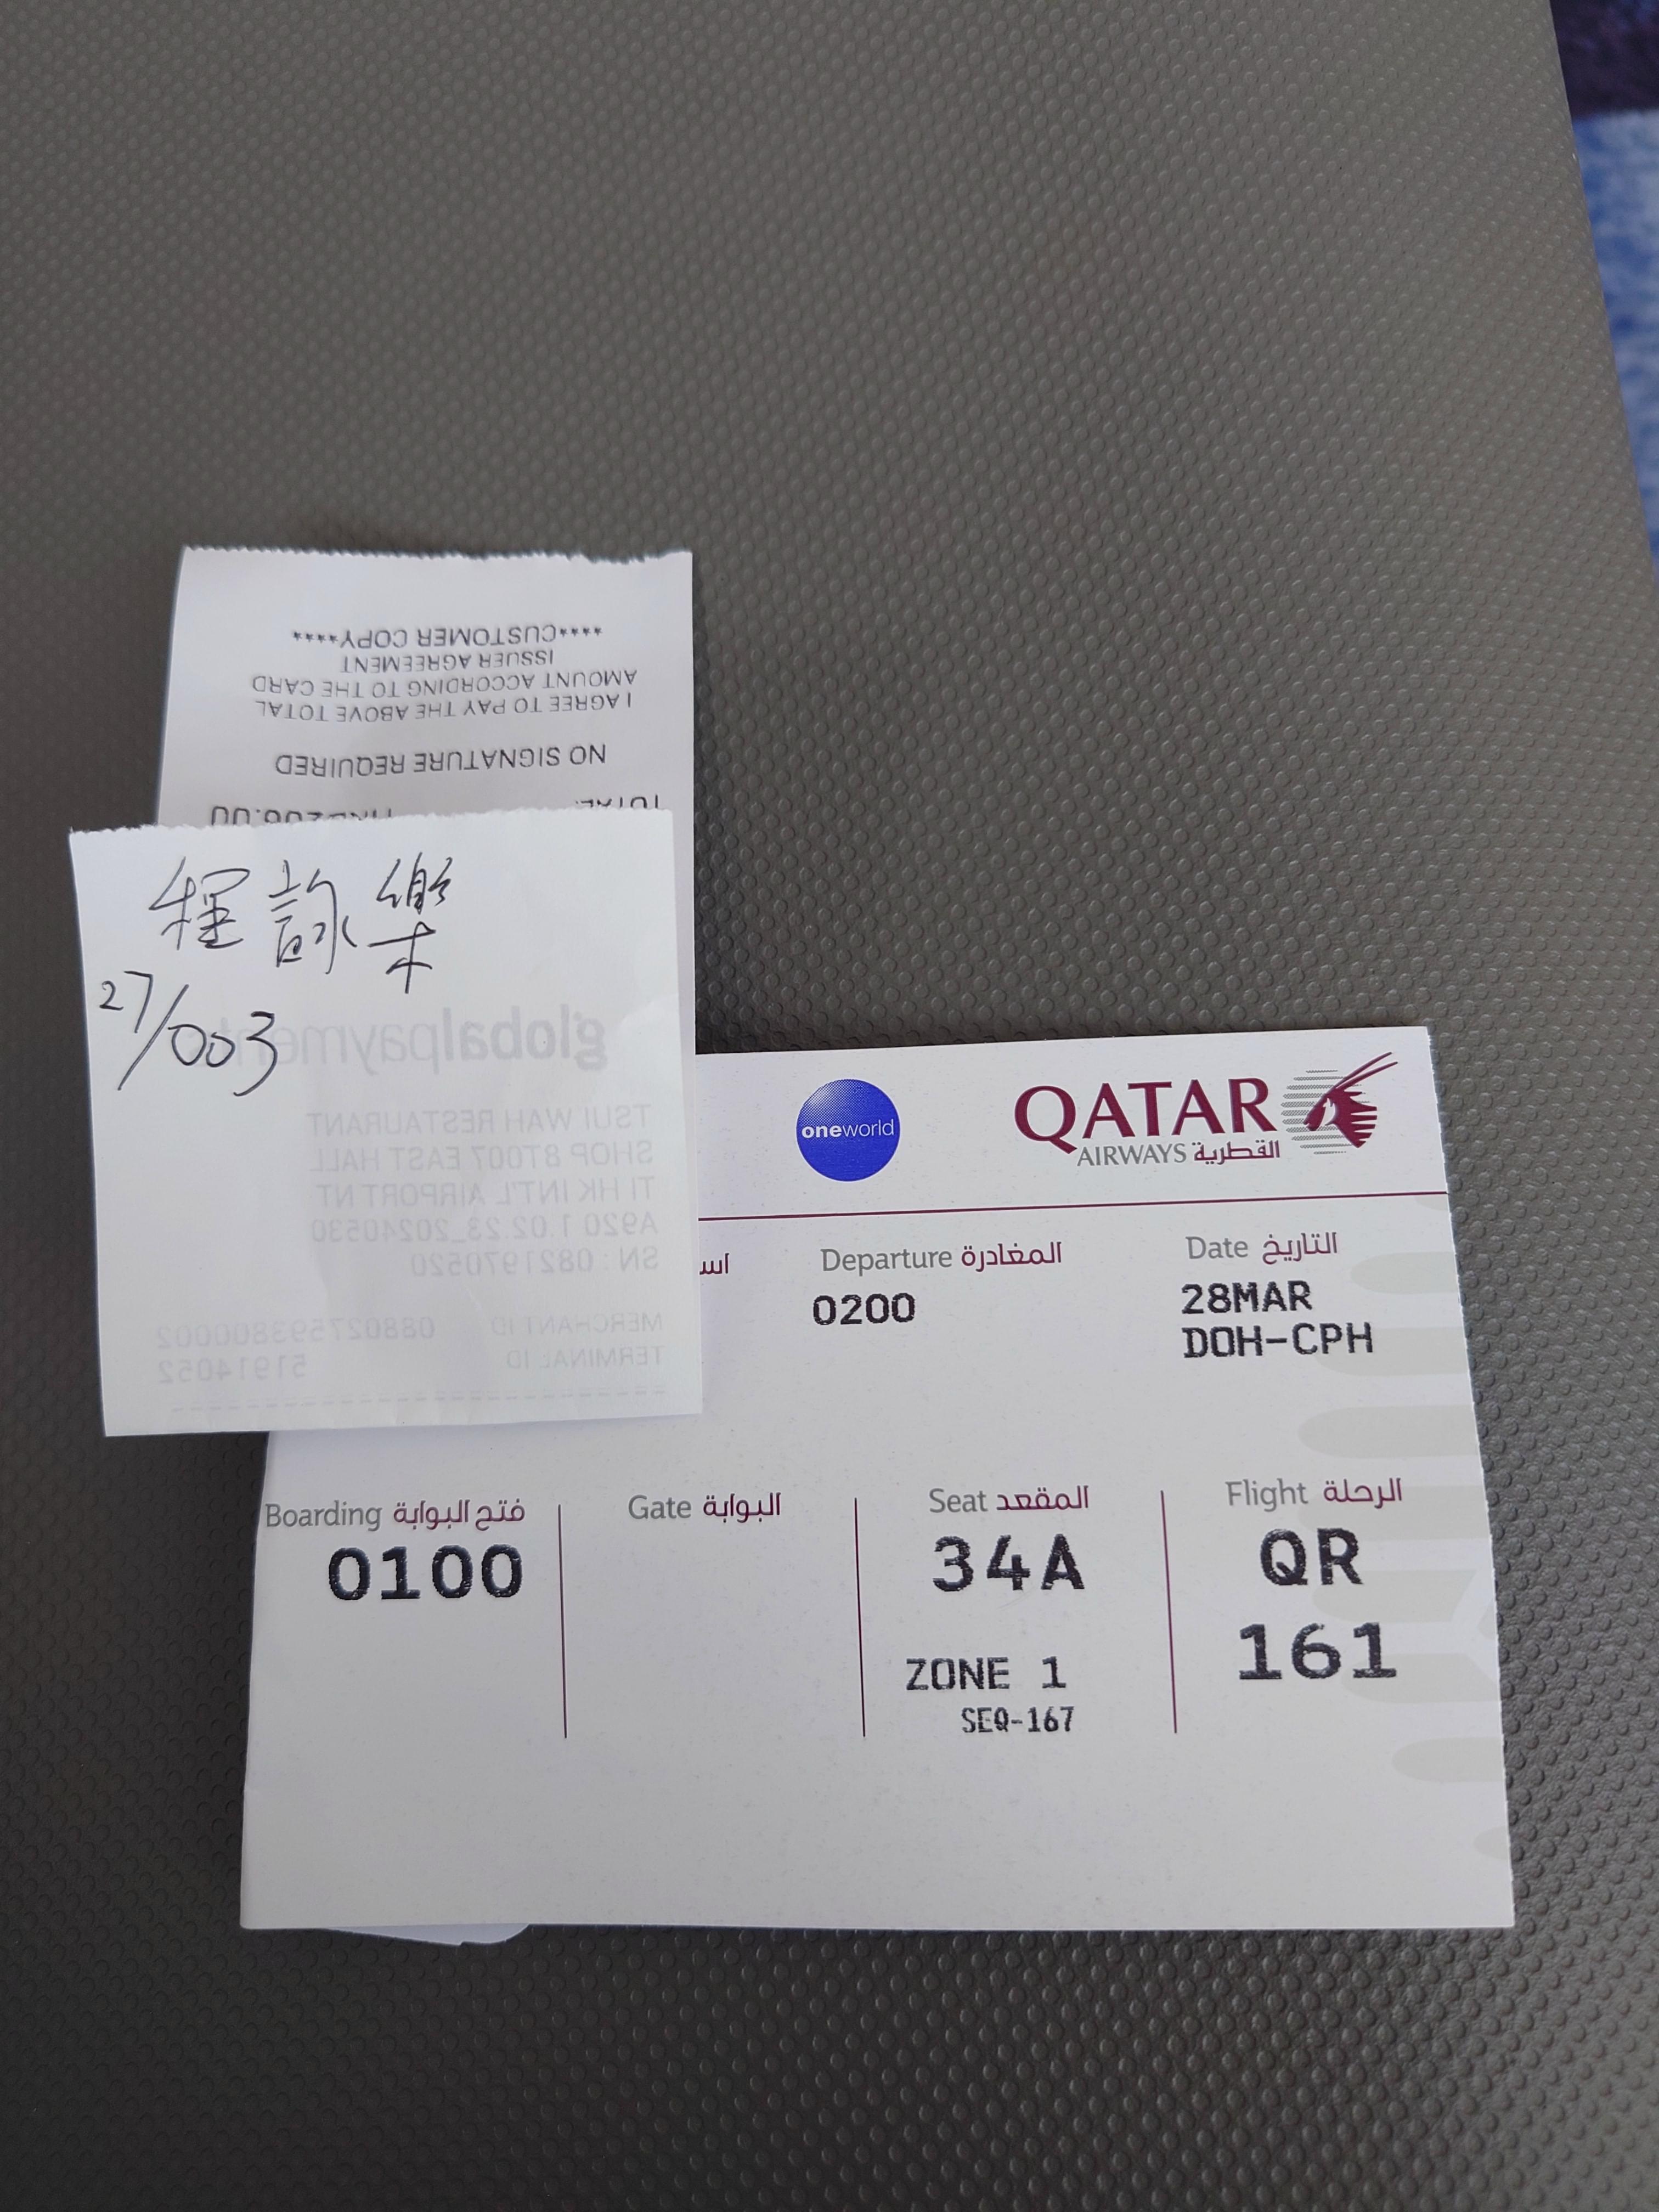 ****CUSTOMER COPY****
ISSUER AGREEMENT
AMOUNT ACCORDING TO THE CARD
I AGREE TO PAY THE ABOVE TOTAL
NO SIGNATURE REQUIRED
TOTAL:
程詠樂
27/003
globalpayment
TSUI WAH RESTAURANT
SHOP 8T007 EAST HALL
TI HK INT'L AIRPORT NT
A920 1.02.23_20240530
SN : 0821970520
MERCHANT ID 088027593800002
TERMINAL ID 51914052
oneworld
QATAR
AIRWAYS القطرية
Departure المغادرة
0200
Date التاريخ
28MAR
DOH-CPH
Boarding فتح البوابة
0100
Gate البوابة
Seat المقعد
34A
ZONE 1
SEQ-167
Flight الرحلة
QR
161